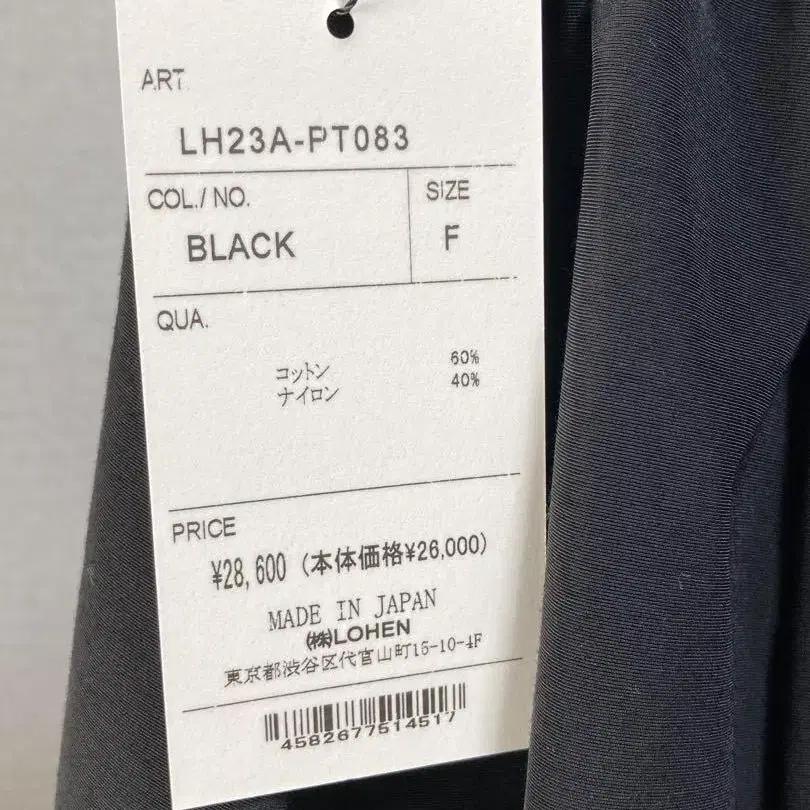 ART.
LH23A-PT083
COL./ NO.
SIZE
BLACK
F
QUA.
コットン 60%
ナイロン 40%
PRICE
¥28,600 (本体価格¥26,000)
MADE IN JAPAN
㈱LOHEN
東京都渋谷区代官山町15-10-4F
4582677514517